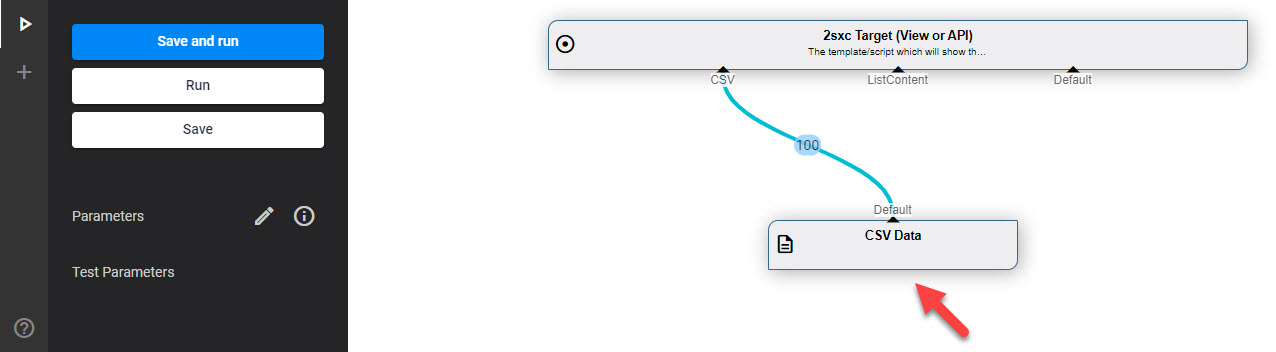 Save and run
Run
Save
Parameters
Test Parameters
2sxc Target (View or API)
The template/script which will show th...
CSV
ListContent
Default
100
Default
CSV Data